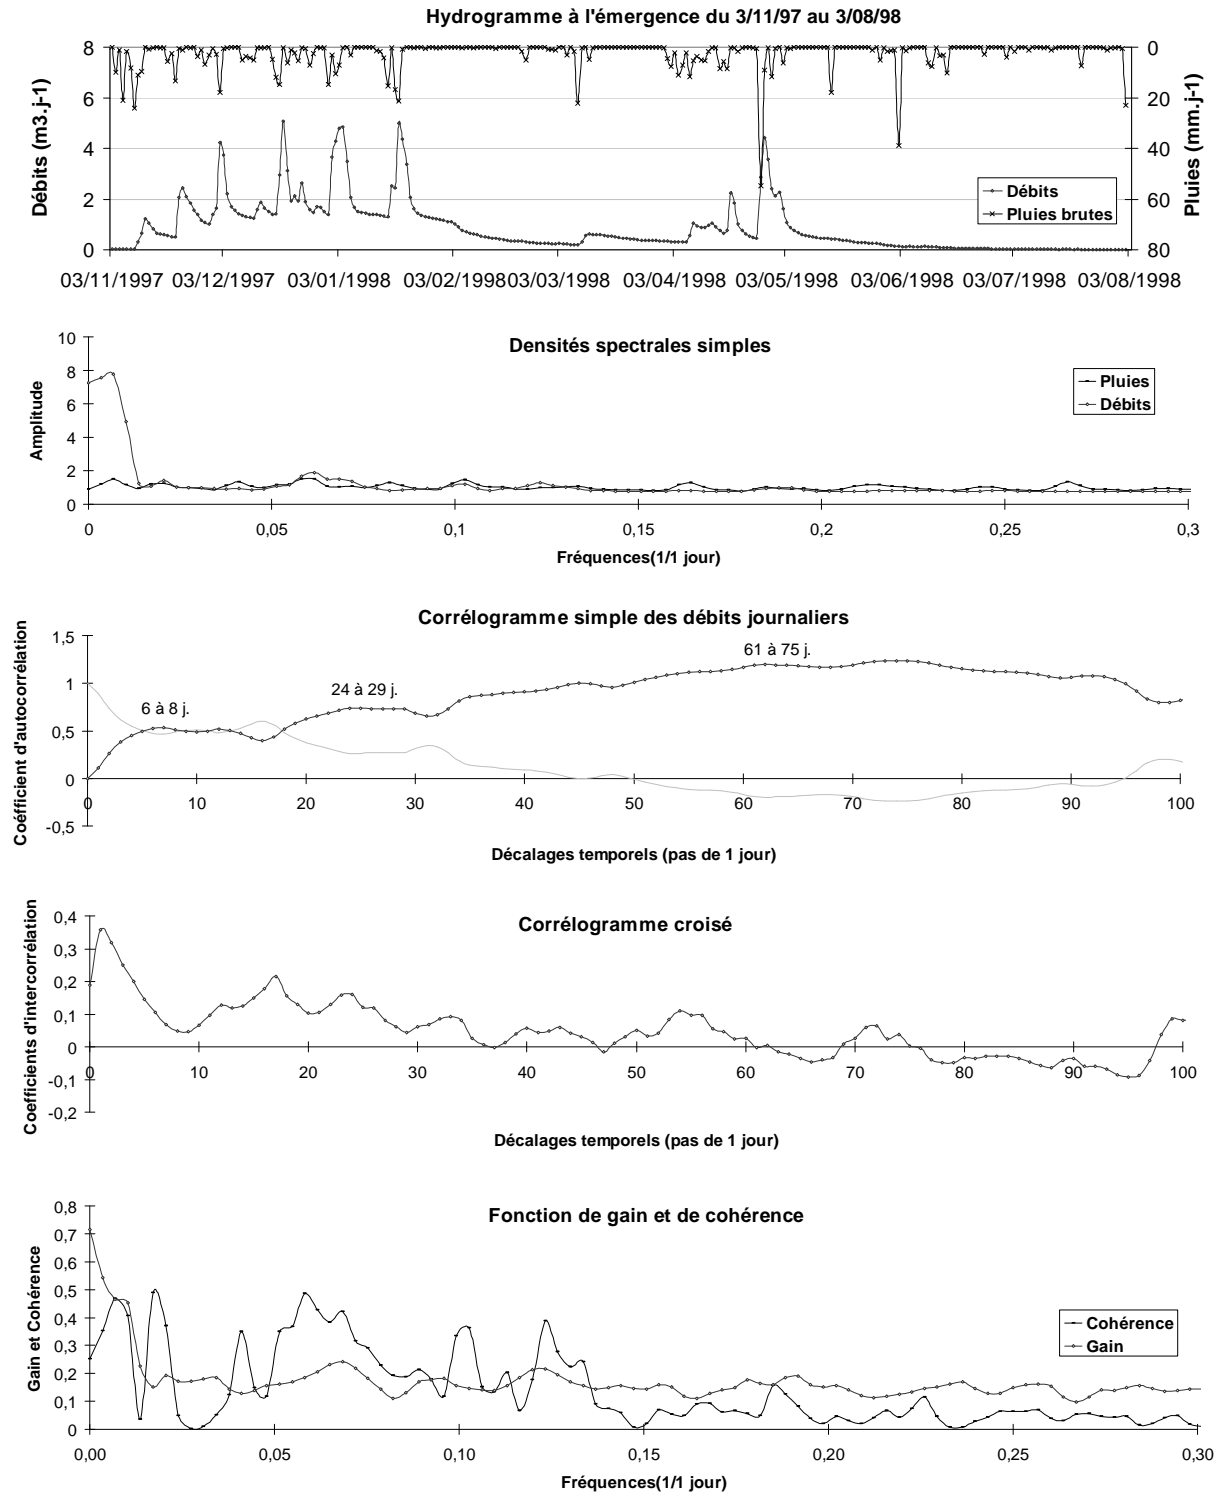 Hydrogramme à l'émergence du 3/11/97 au 3/08/98
Débits (m3.j-1)
8
6
4
2
0
Pluies (mm.j-1)
0
20
40
60
80
Débits
Pluies brutes
03/11/1997 03/12/1997 03/01/1998 03/02/1998 03/03/1998 03/04/1998 03/05/1998 03/06/1998 03/07/1998 03/08/1998
Densités spectrales simples
Amplitude
10
8
6
4
2
0
Pluies
Débits
0 0,05 0,1 0,15 0,2 0,25 0,3
Fréquences(1/1 jour)
Corrélogramme simple des débits journaliers
Coéfficient d'autocorrélation
1,5
1
0,5
0
-0,5
6 à 8 j.
24 à 29 j.
61 à 75 j.
0 10 20 30 40 50 60 70 80 90 100
Décalages temporels (pas de 1 jour)
Corrélogramme croisé
Coefficients d'intercorrélation
0,4
0,3
0,2
0,1
0
-0,1
-0,2
0 10 20 30 40 50 60 70 80 90 100
Décalages temporels (pas de 1 jour)
Fonction de gain et de cohérence
Gain et Cohérence
0,8
0,7
0,6
0,5
0,4
0,3
0,2
0,1
0
Cohérence
Gain
0,00 0,05 0,10 0,15 0,20 0,25 0,30
Fréquences(1/1 jour)